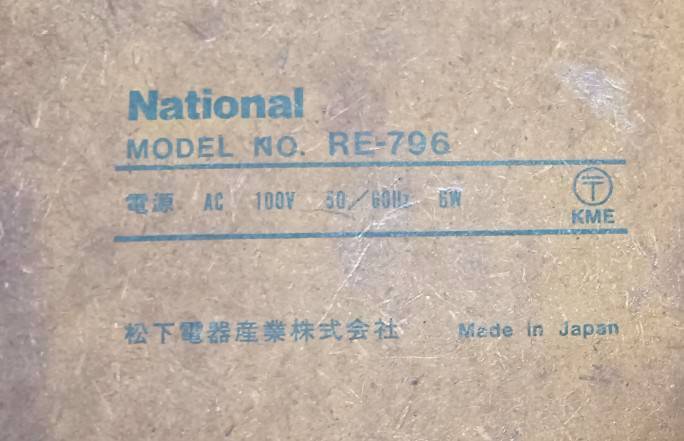 National
MODEL NO. RE-796
電源 AC 100V 50/60Hz 6W
〒
KME
松下電器産業株式会社 Made in Japan